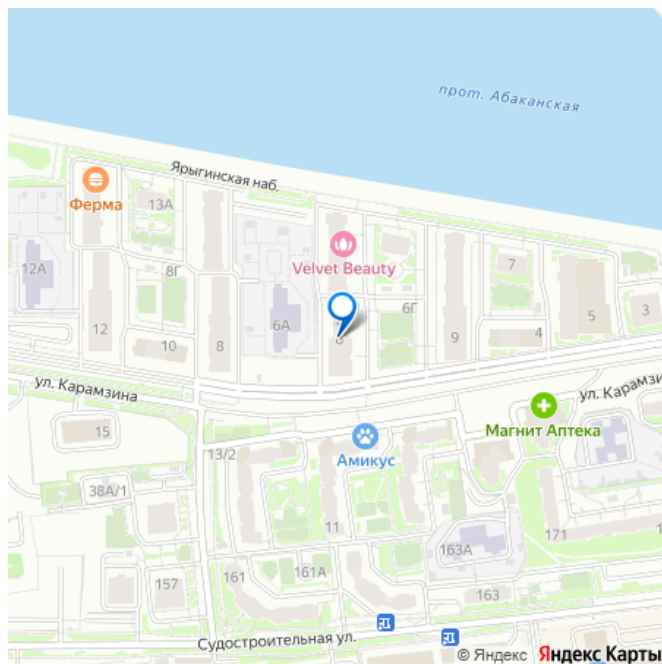 прот. Абаканская
Ярыгинская наб.
Ферма
13А
Velvet Beauty
12А
8Г
7
6Г
6А
5
3
12
10
8
6
9
4
ул. Карамзина
ул. Карамзи
Магнит Аптека
15
13/2
Амикус
38А/1
11
171
163А
157
161
161А
163
Судостроительная ул.
© Яндекс Яндекс Карты